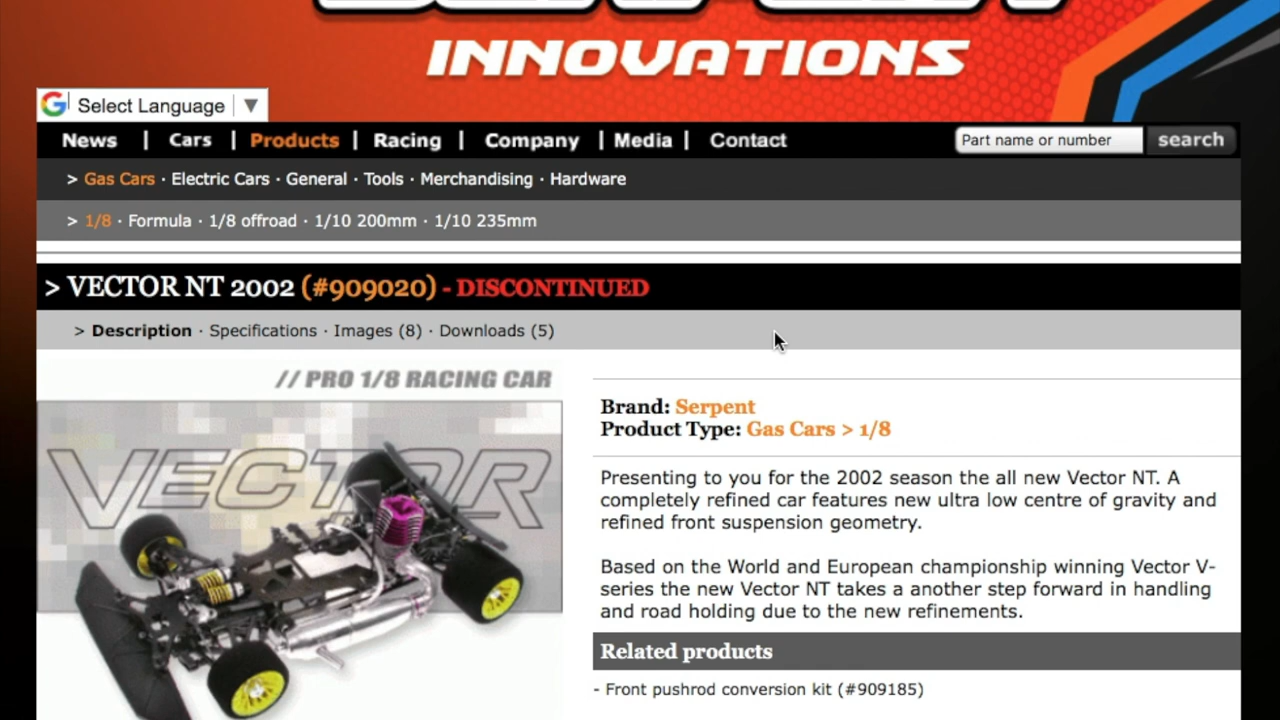 INNOVATIONS
Select Language ▼
News | Cars | Products | Racing | Company | Media | Contact
Part name or number
search
> Gas Cars · Electric Cars · General · Tools · Merchandising · Hardware
> 1/8 · Formula · 1/8 offroad · 1/10 200mm · 1/10 235mm
> VECTOR NT 2002 (#909020) - DISCONTINUED
> Description · Specifications · Images (8) · Downloads (5)
// PRO 1/8 RACING CAR
VECTOR
Brand: Serpent
Product Type: Gas Cars > 1/8
Presenting to you for the 2002 season the all new Vector NT. A
completely refined car features new ultra low centre of gravity and
refined front suspension geometry.
Based on the World and European championship winning Vector V-
series the new Vector NT takes a another step forward in handling
and road holding due to the new refinements.
Related products
- Front pushrod conversion kit (#909185)